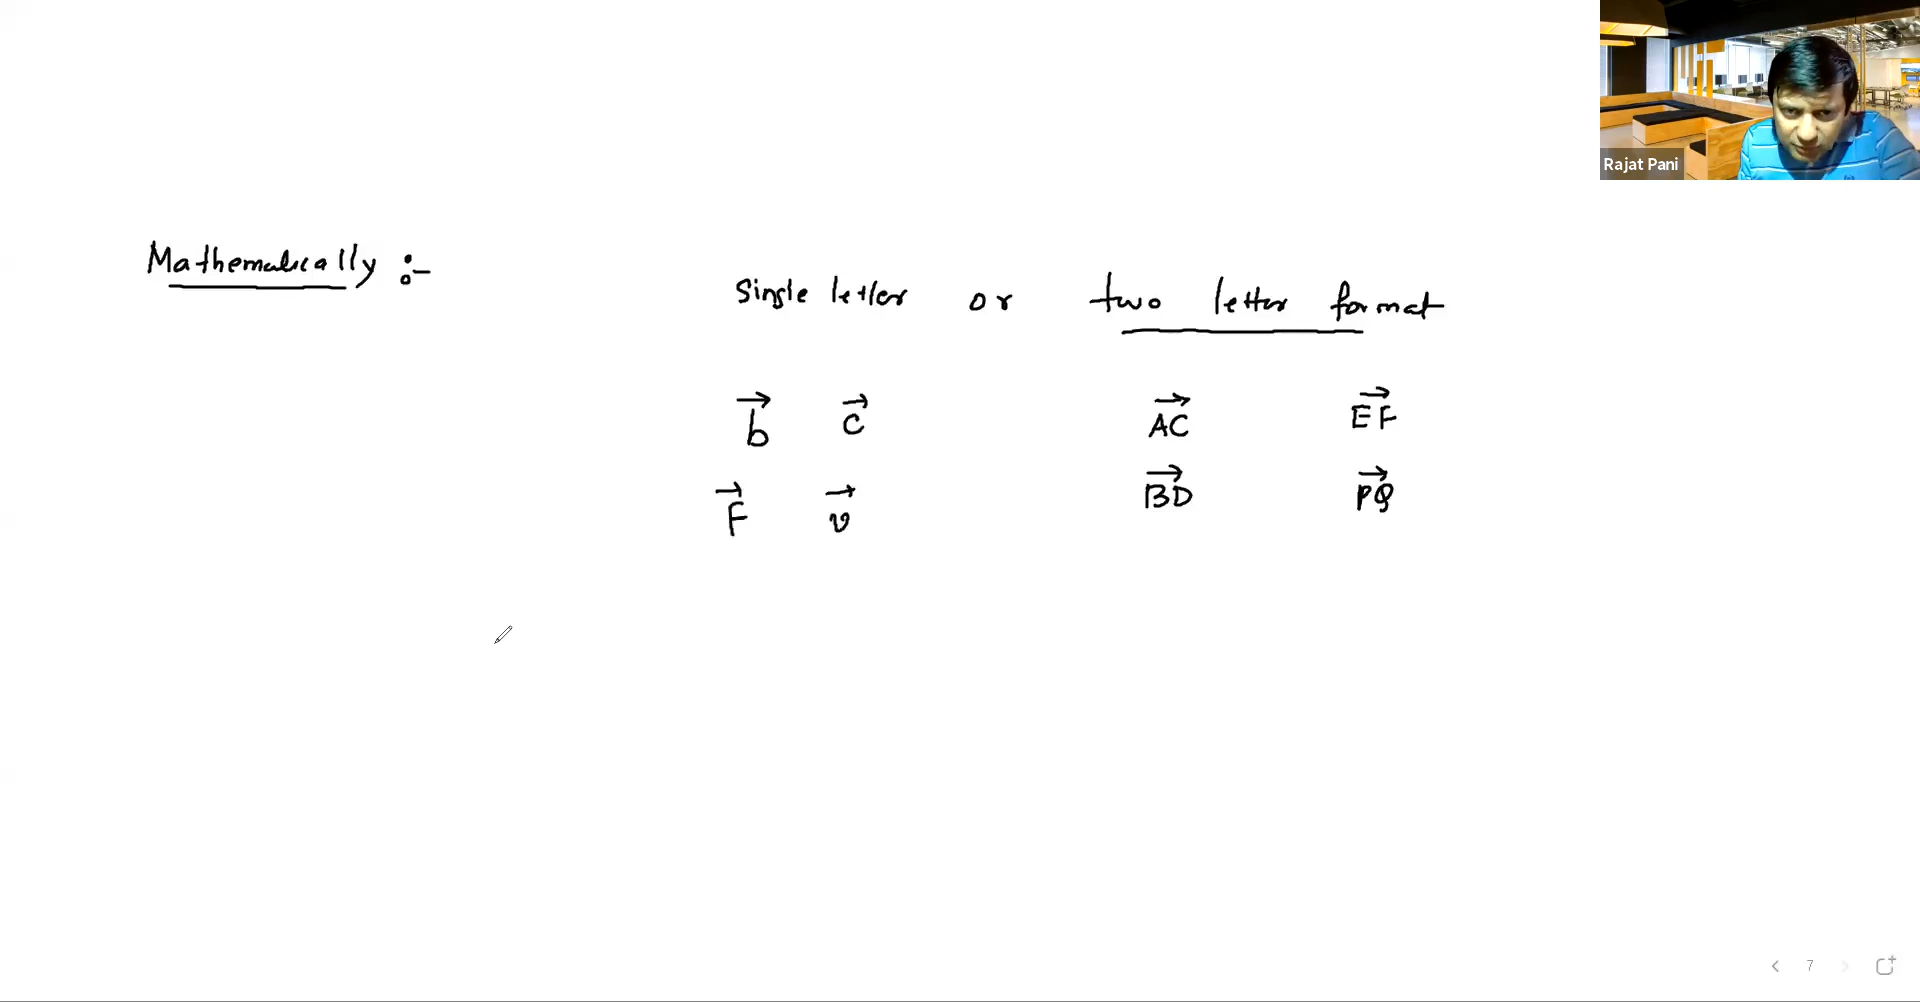 Rajat Pani
Mathematically :-
Single letter or two letter format
b⃗ c⃗ AC⃗ EF⃗
F⃗ v⃗ BD⃗ PQ⃗
7